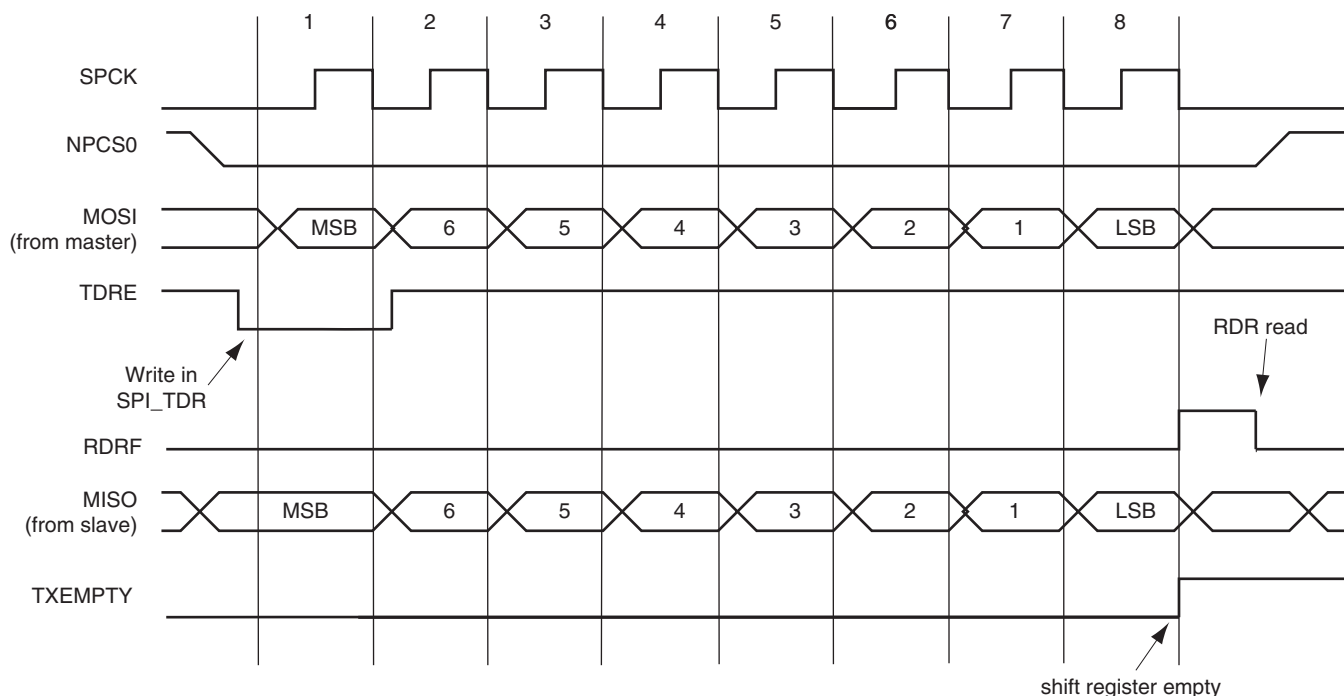 1 2 3 4 5 6 7 8
SPCK
NPCS0
MOSI
(from master)
MSB 6 5 4 3 2 1 LSB
TDRE
Write in
SPI_TDR
RDR read
RDRF
MISO
(from slave)
MSB 6 5 4 3 2 1 LSB
TXEMPTY
shift register empty